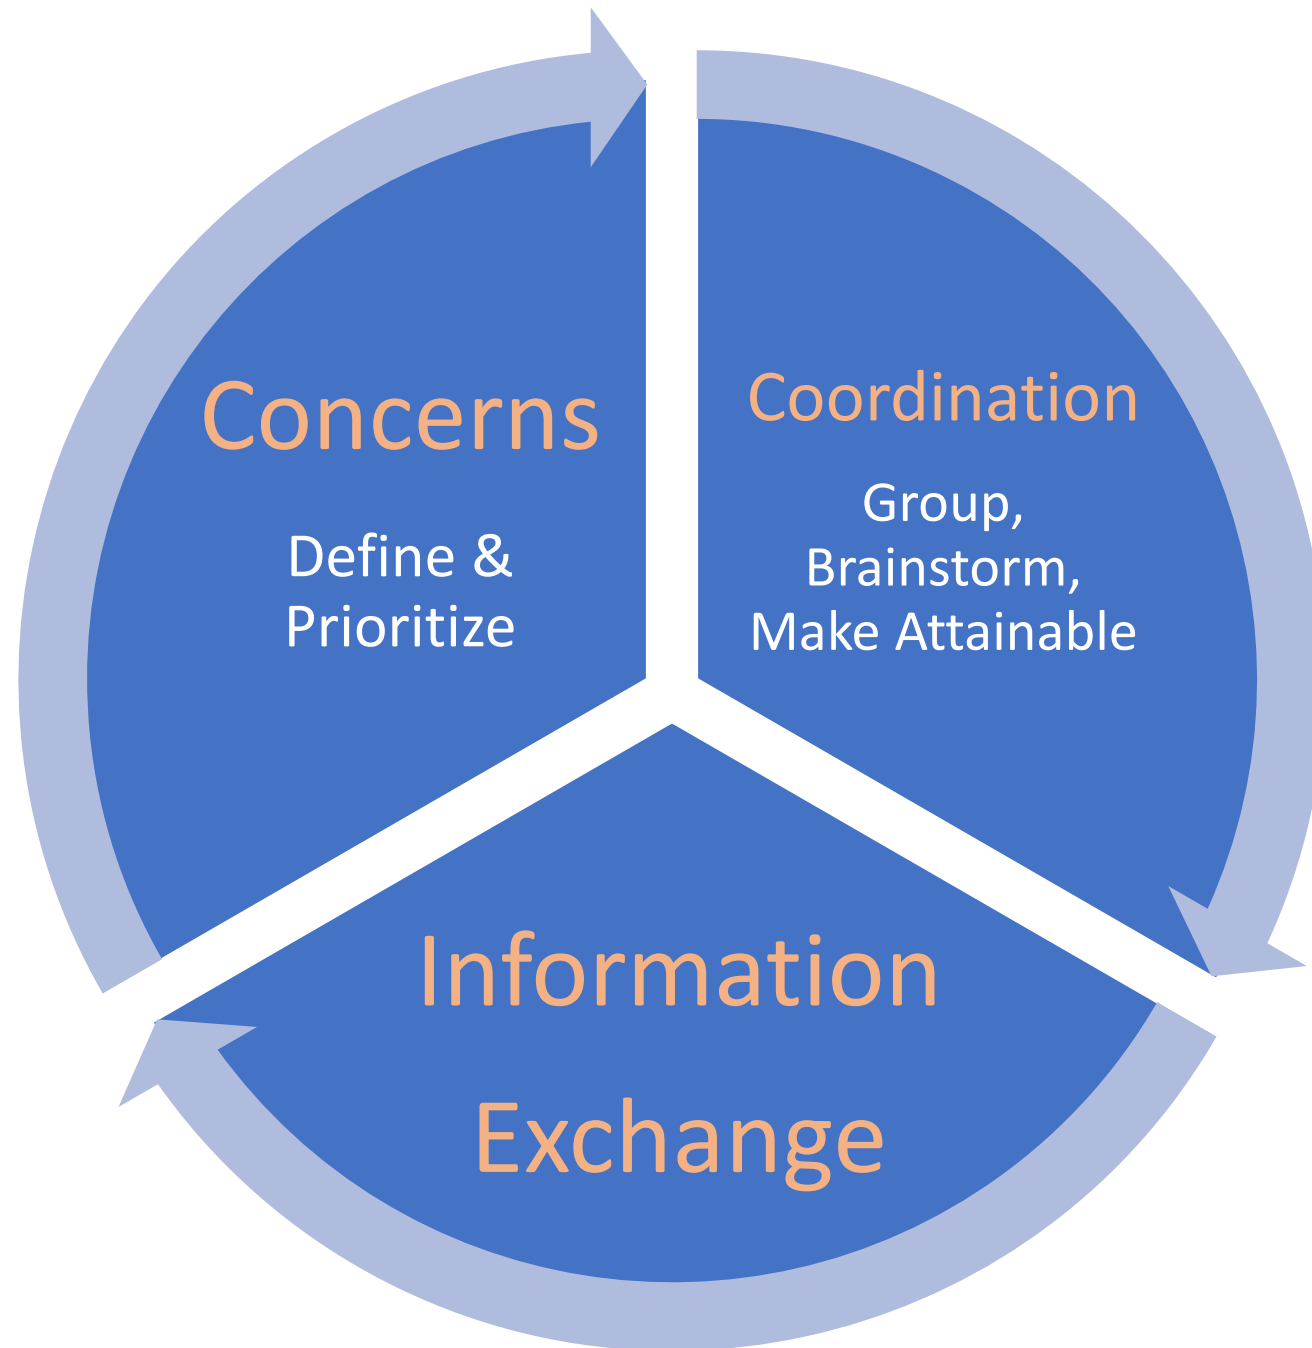 Concerns
Define &
Prioritize
Coordination
Group,
Brainstorm,
Make Attainable
Information
Exchange